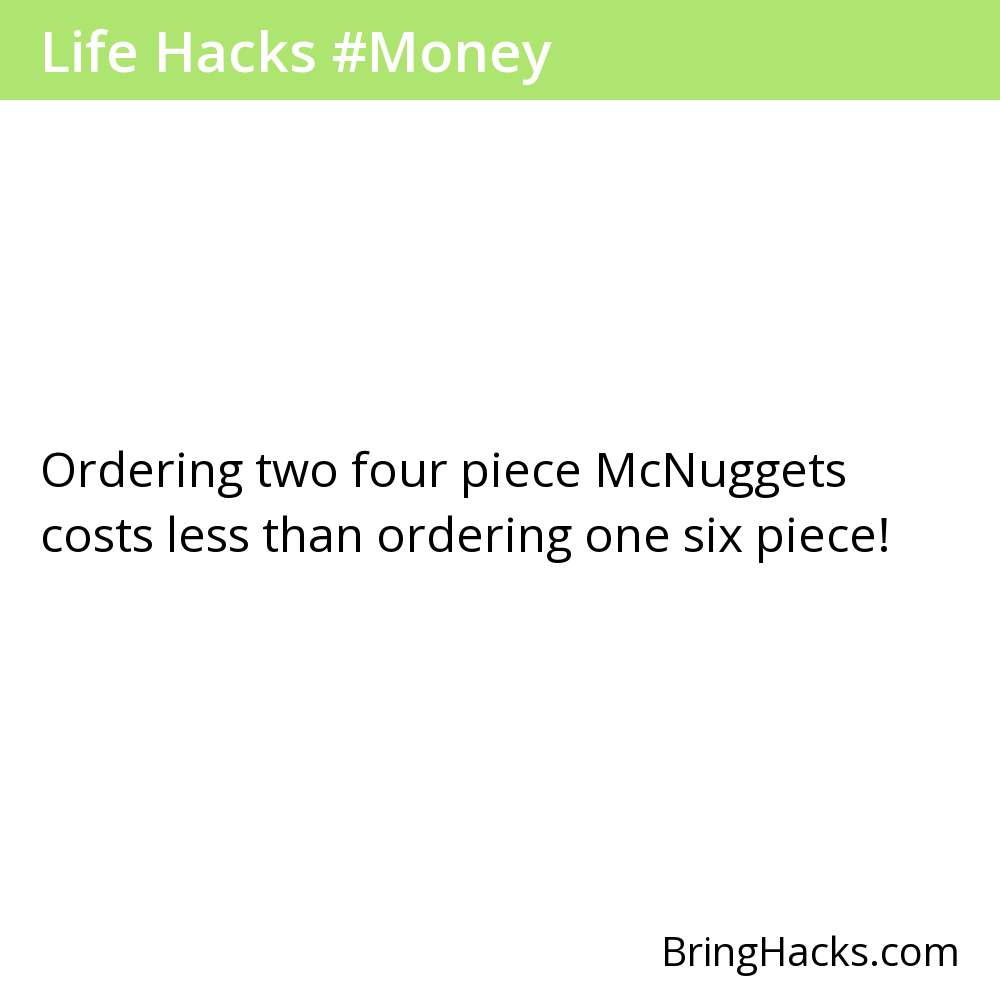 Life Hacks #Money
Ordering two four piece McNuggets
costs less than ordering one six piece!
BringHacks.com